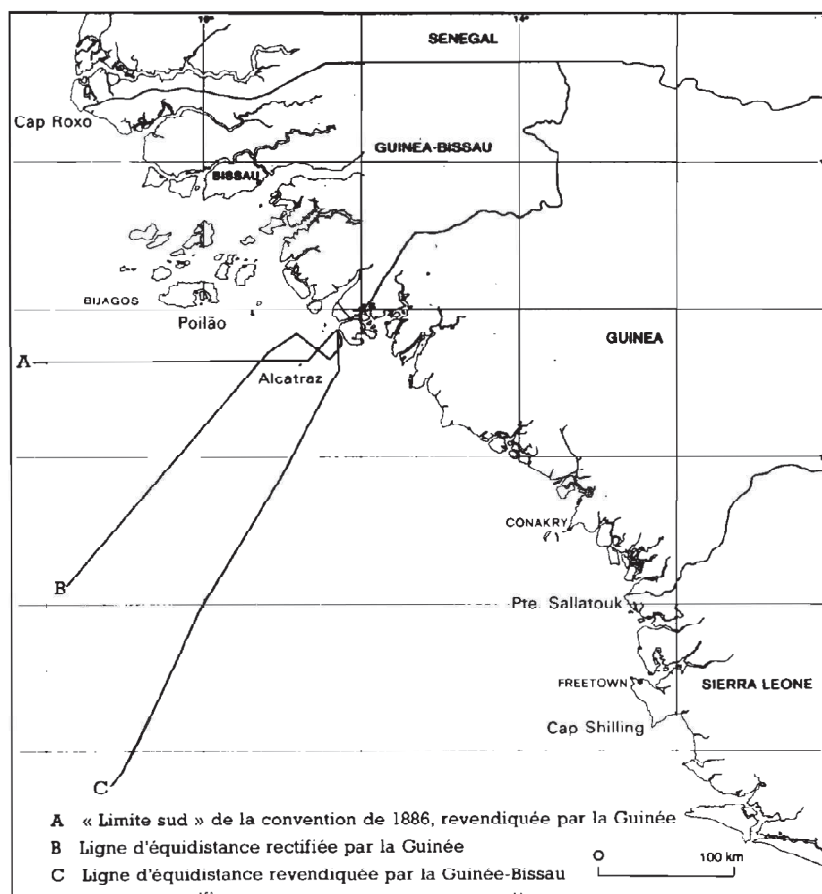 16°
14°
SENEGAL
Cap Roxo
GUINEA-BISSAU
BISSAU
BIJAGOS
Poilão
GUINEA
A
Alcatraz
CONAKRY
B
Pte. Sallatouk
FREETOWN
SIERRA LEONE
Cap Shilling
C
A « Limite sud » de la convention de 1886, revendiquée par la Guinée
B Ligne d'équidistance rectifiée par la Guinée
C Ligne d'équidistance revendiquée par la Guinée-Bissau
O
100 km